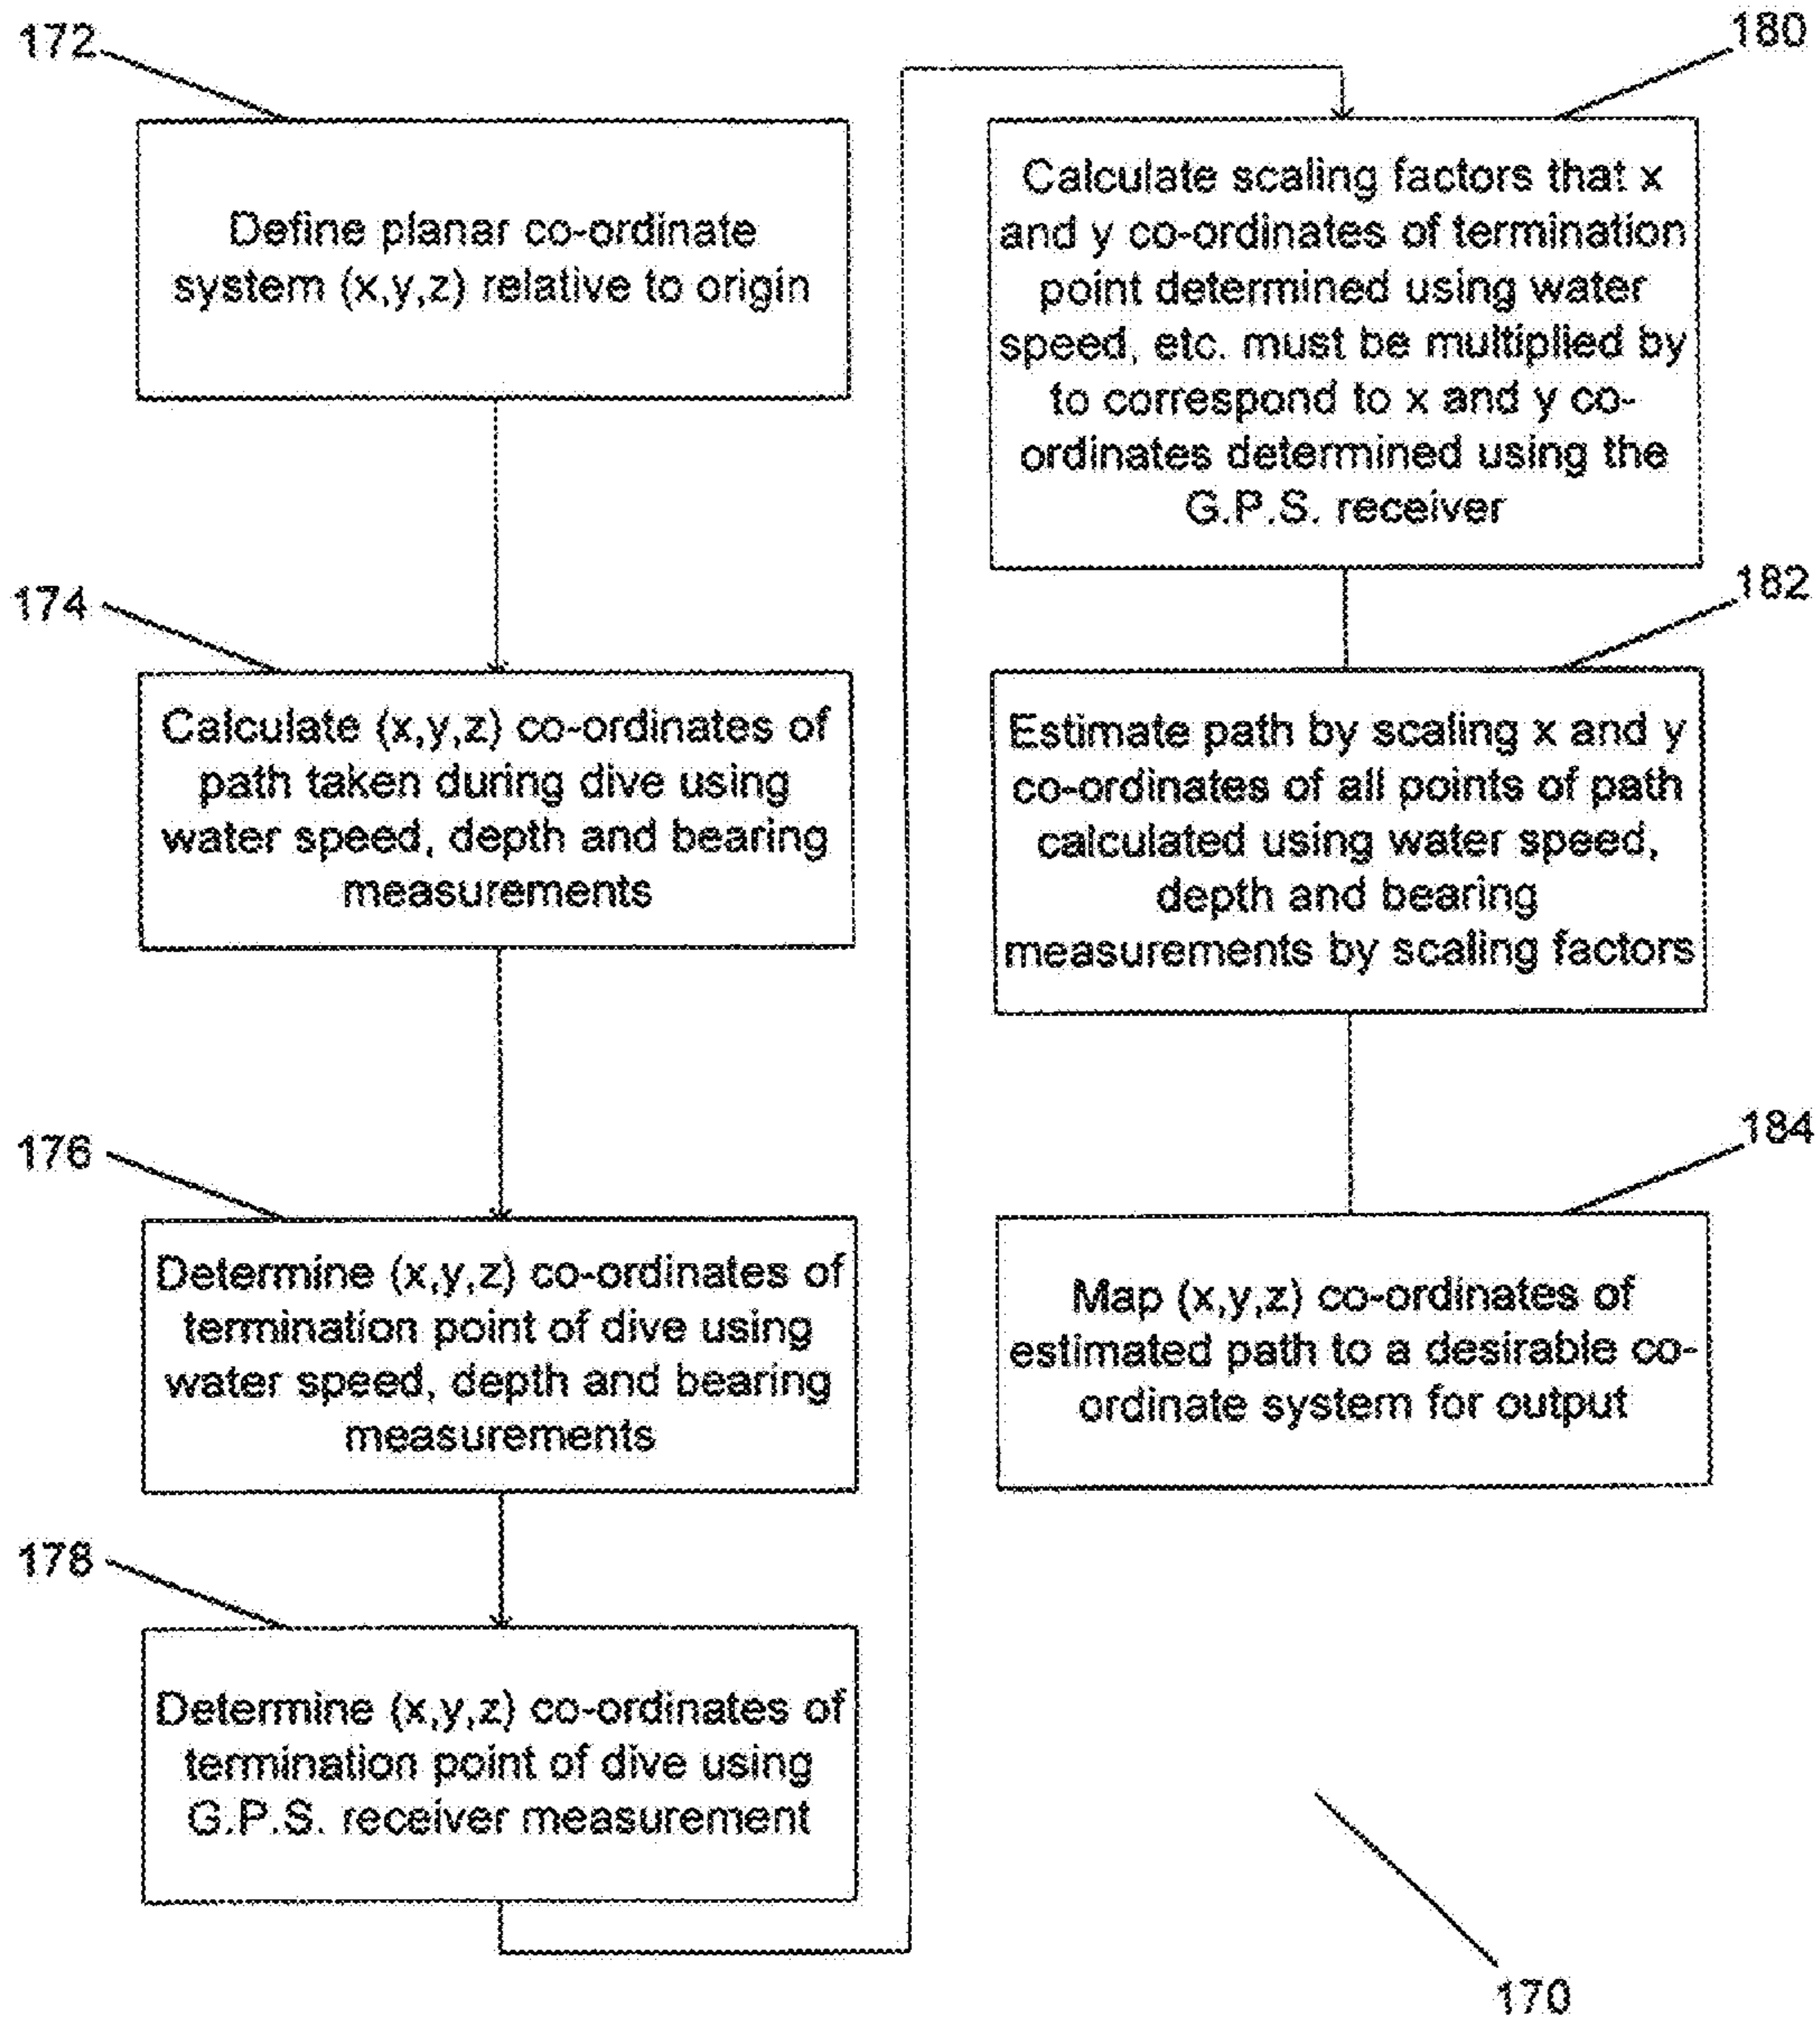 172
Define planar co-ordinate
system (x,y,z) relative to origin
174
Calculate (x,y,z) co-ordinates of
path taken during dive using
water speed, depth and bearing
measurements
176
Determine (x,y,z) co-ordinates of
termination point of dive using
water speed, depth and bearing
measurements
178
Determine (x,y,z) co-ordinates of
termination point of dive using
G.P.S. receiver measurement
180
Calculate scaling factors that x
and y co-ordinates of termination
point determined using water
speed, etc. must be multiplied by
to correspond to x and y co-
ordinates determined using the
G.P.S. receiver
182
Estimate path by scaling x and y
co-ordinates of all points of path
calculated using water speed,
depth and bearing
measurements by scaling factors
184
Map (x,y,z) co-ordinates of
estimated path to a desirable co-
ordinate system for output
170